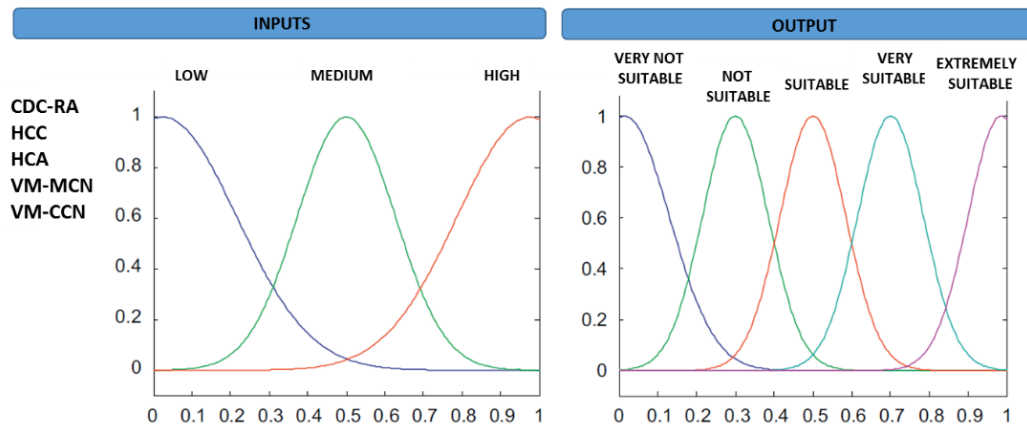 INPUTS
LOW MEDIUM HIGH
CDC-RA
HCC
HCA
VM-MCN
VM-CCN
1
0.8
0.6
0.4
0.2
0
0 0.1 0.2 0.3 0.4 0.5 0.6 0.7 0.8 0.9 1
OUTPUT
VERY NOT
SUITABLE
NOT
SUITABLE
SUITABLE
VERY
SUITABLE
EXTREMELY
SUITABLE
1
0.8
0.6
0.4
0.2
0
0 0.1 0.2 0.3 0.4 0.5 0.6 0.7 0.8 0.9 1